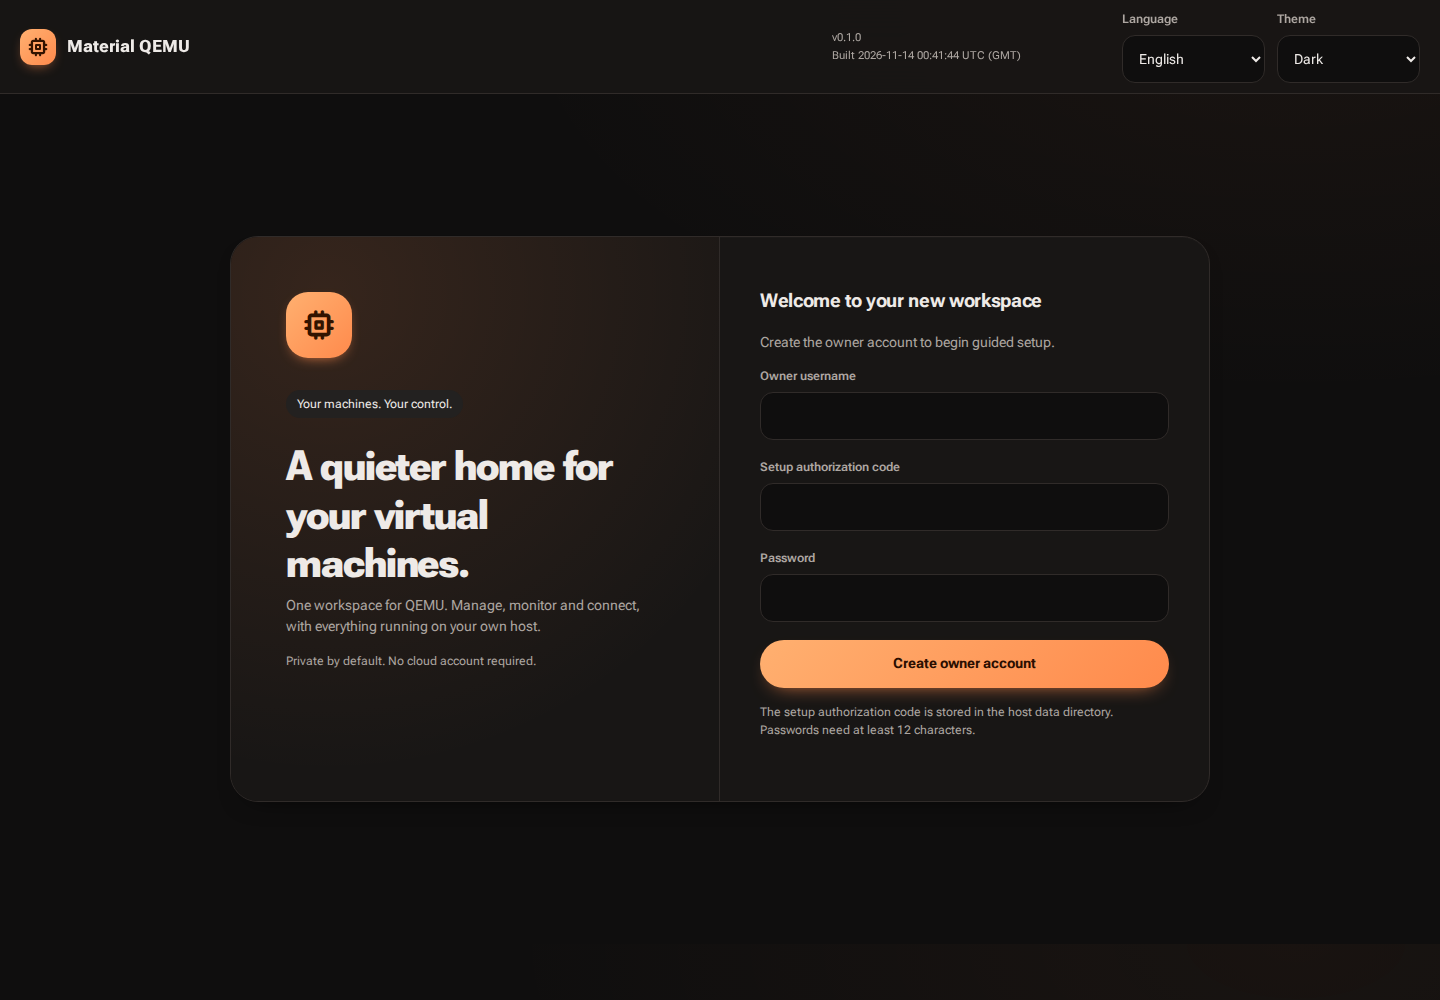 Material QEMU
v0.1.0
Built 2026-11-14 00:41:44 UTC (GMT)
Language
Theme
English
Dark
Your machines. Your control.
A quieter home for
your virtual
machines.
One workspace for QEMU. Manage, monitor and connect,
with everything running on your own host.
Private by default. No cloud account required.
Welcome to your new workspace
Create the owner account to begin guided setup.
Owner username
Setup authorization code
Password
Create owner account
The setup authorization code is stored in the host data directory.
Passwords need at least 12 characters.